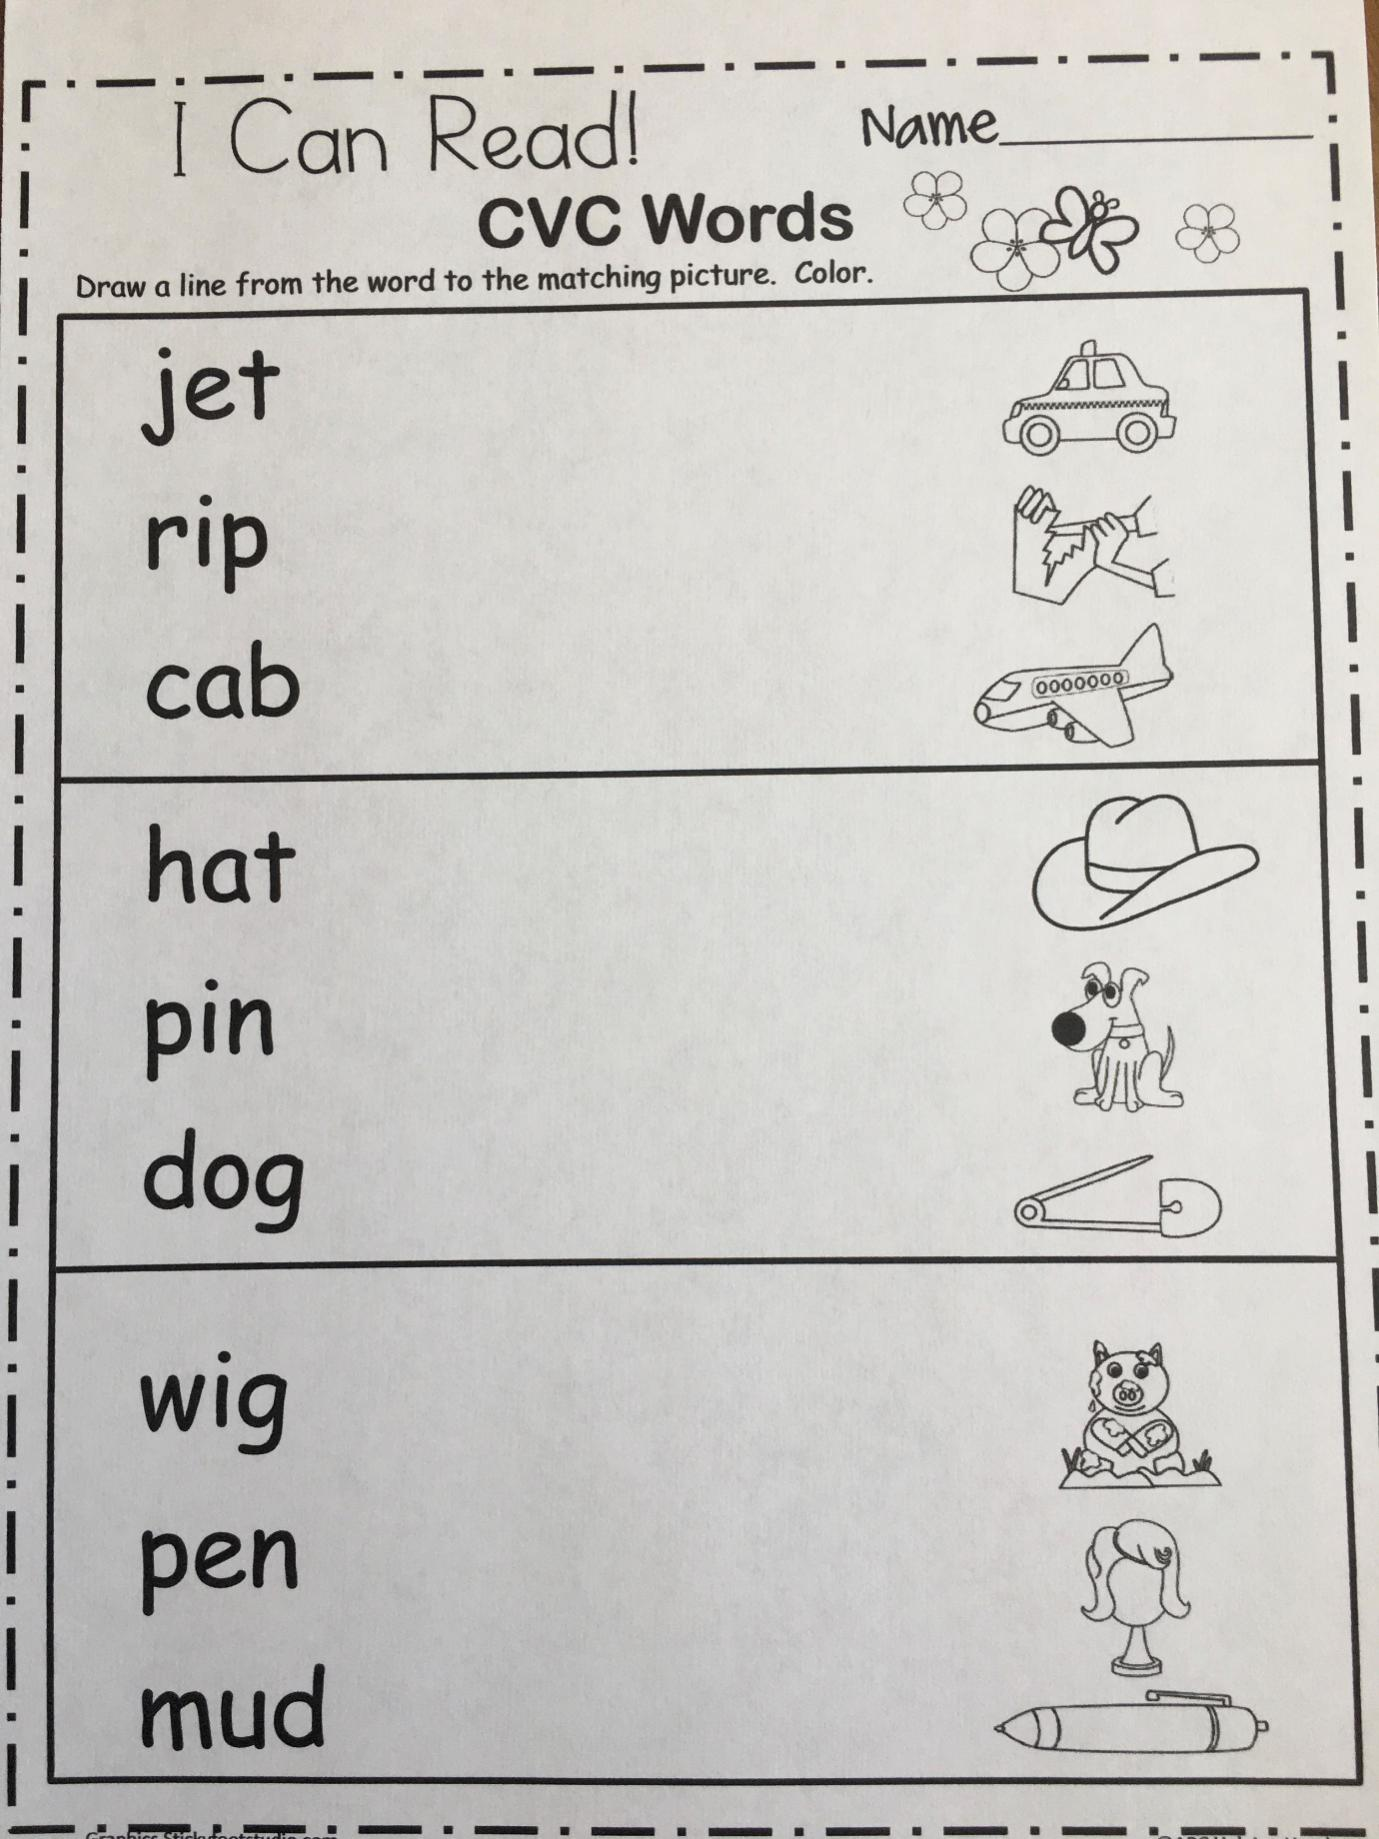 I Can Read!
Name
CVC Words
Draw a line from the word to the matching picture. Color.
jet
rip
cab
hat
pin
dog
wig
pen
mud